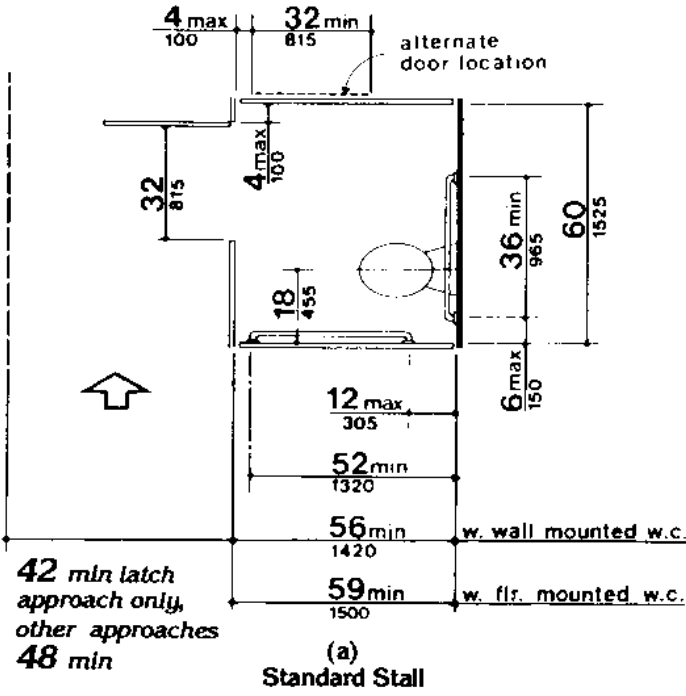 4 max
100
32 min
815
alternate
door location
4 max
100
32
815
36 min
965
60
1525
18
455
6 max
150
12 max
305
52 min
1320
56 min
1420
w. wall mounted w.c.
42 min latch
approach only,
other approaches
48 min
59 min
1500
w. flr. mounted w.c.
(a)
Standard Stall